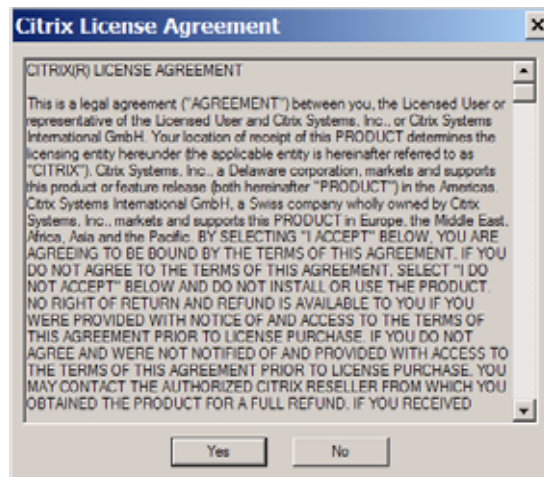 Citrix License Agreement
CITRIX(R) LICENSE AGREEMENT
This is a legal agreement ("AGREEMENT") between you, the Licensed User or
representative of the Licensed User and Citrix Systems, Inc., or Citrix Systems
International GmbH. Your location of receipt of this PRODUCT determines the
licensing entity hereunder (the applicable entity is hereinafter referred to as
"CITRIX"). Citrix Systems, Inc., a Delaware corporation, markets and supports
this product or feature release (both hereinafter "PRODUCT") in the Americas.
Citrix Systems International GmbH, a Swiss company wholly owned by Citrix
Systems, Inc., markets and supports this PRODUCT in Europe, the Middle East,
Africa, Asia and the Pacific. BY SELECTING "I ACCEPT" BELOW, YOU ARE
AGREEING TO BE BOUND BY THE TERMS OF THIS AGREEMENT. IF YOU
DO NOT AGREE TO THE TERMS OF THIS AGREEMENT, SELECT "I DO
NOT ACCEPT" BELOW AND DO NOT INSTALL OR USE THE PRODUCT.
NO RIGHT OF RETURN AND REFUND IS AVAILABLE TO YOU IF YOU
WERE PROVIDED WITH NOTICE OF AND ACCESS TO THE TERMS OF
THIS AGREEMENT PRIOR TO LICENSE PURCHASE. IF YOU DO NOT
AGREE AND WERE NOT NOTIFIED OF AND PROVIDED WITH ACCESS TO
THE TERMS OF THIS AGREEMENT PRIOR TO LICENSE PURCHASE, YOU
MAY CONTACT THE AUTHORIZED CITRIX RESELLER FROM WHICH YOU
OBTAINED THE PRODUCT FOR A FULL REFUND. IF YOU RECEIVED
Yes No